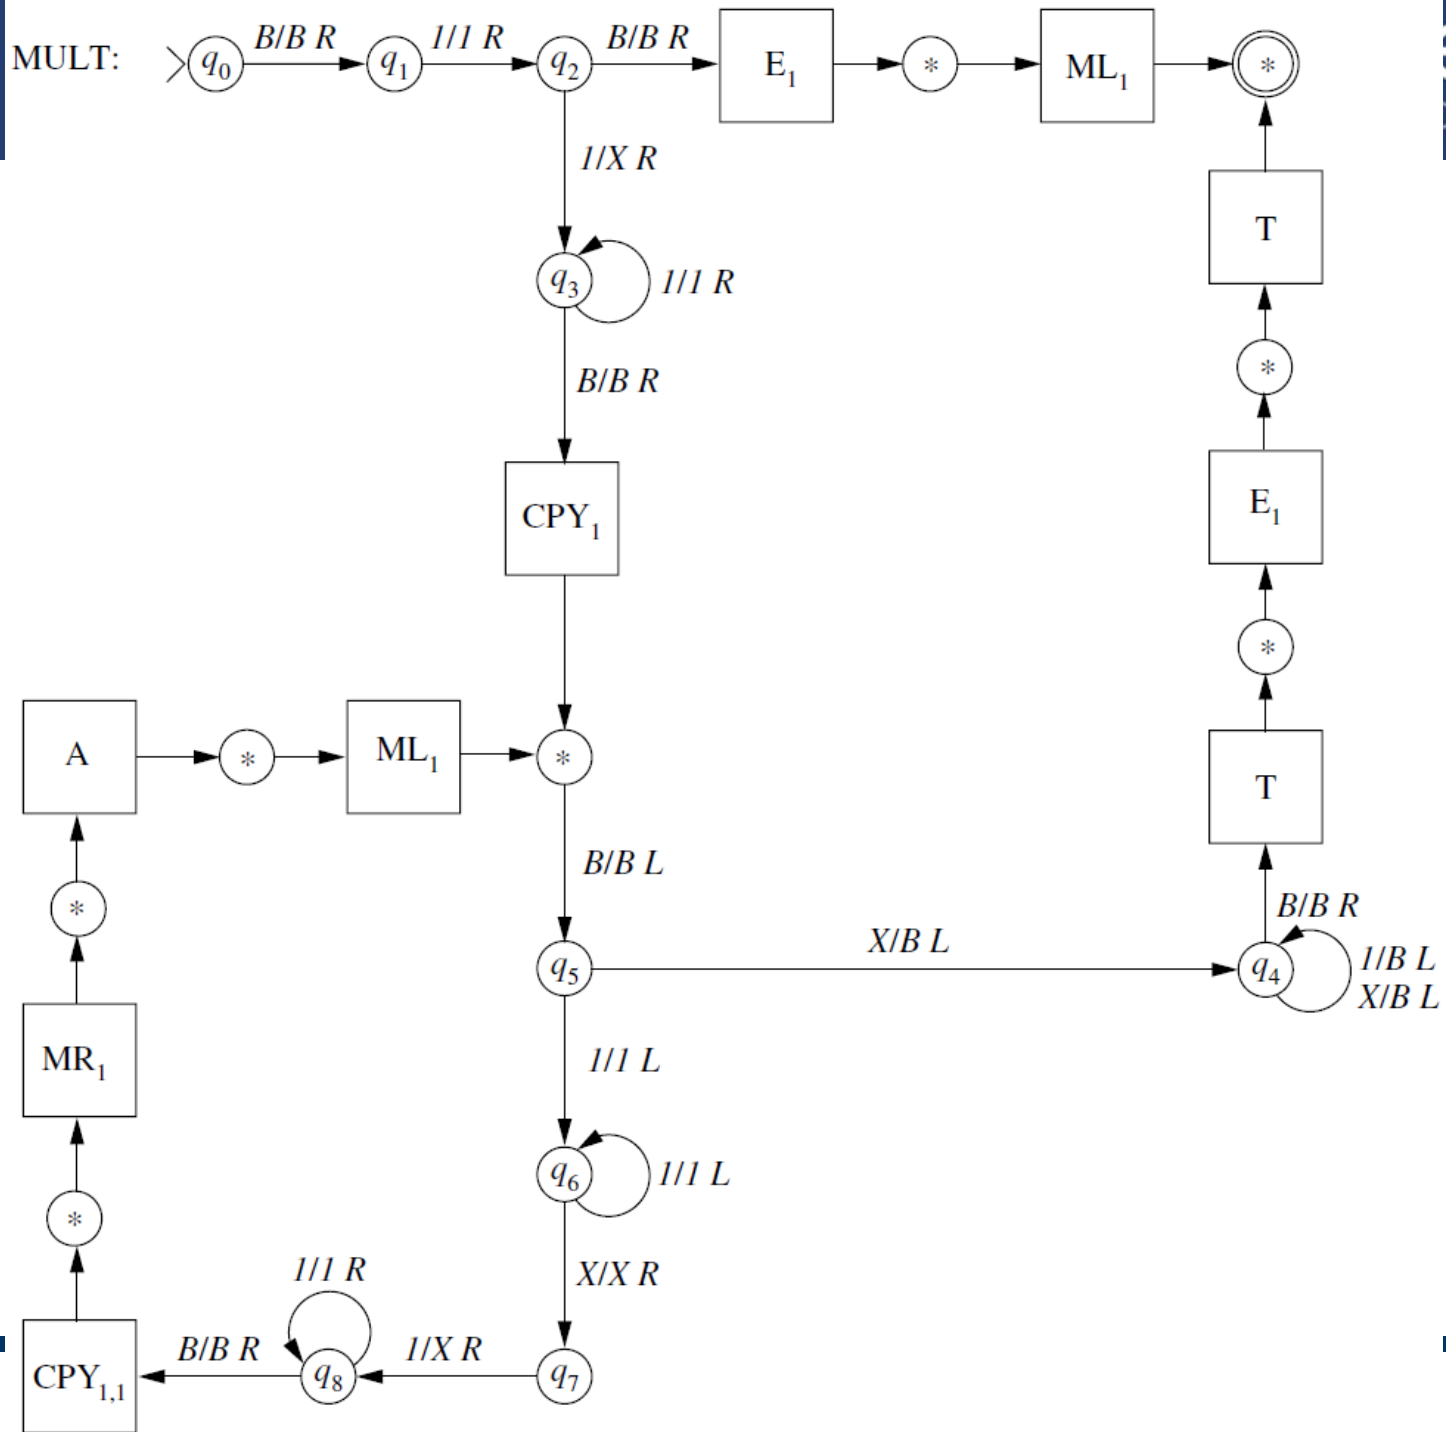 MULT: q0 B/B R q1 1/1 R q2 B/B R E1 * ML1 *
1/X R
T
q3 1/1 R
*
B/B R
E1
CPY1
*
A * ML1 * T
B/B L
* B/B R
X/B L
q5 q4 1/B L
X/B L
MR1 1/1 L
q6 1/1 L
*
1/1 R X/X R
B/B R 1/X R
CPY1,1 q8 q7